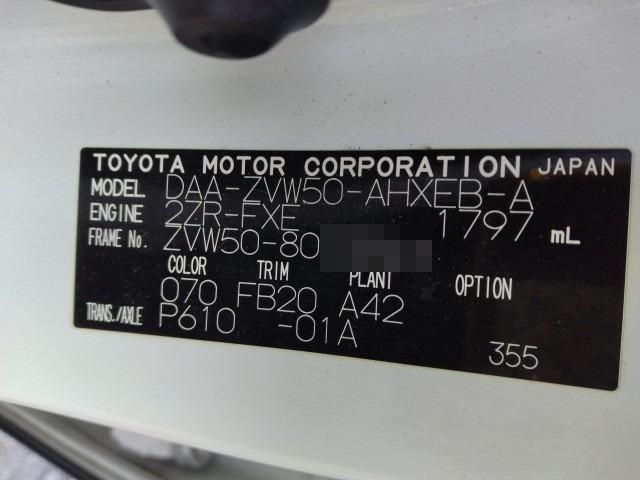 TOYOTA MOTOR CORPORATION JAPAN
MODEL DAA-ZVW50-AHXEB-A
ENGINE 2ZR-FXE 1797 mL
FRAME No. ZVW50-80
COLOR TRIM PLANT OPTION
070 FB20 A42
TRANS./AXLE P610 -01A
355